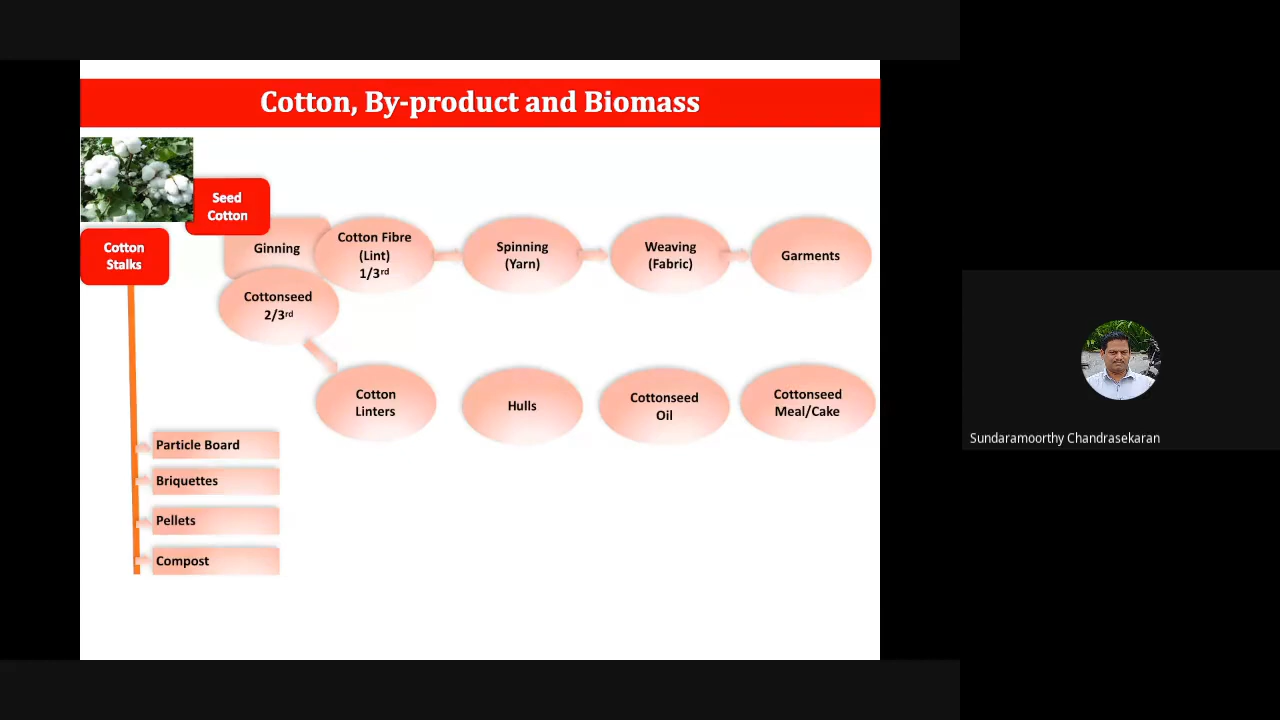 Cotton, By-product and Biomass
Seed
Cotton
Cotton
Stalks
Ginning
Cotton Fibre
(Lint)
1/3rd
Spinning
(Yarn)
Weaving
(Fabric)
Garments
Cottonseed
2/3rd
Cotton
Linters
Hulls
Cottonseed
Oil
Cottonseed
Meal/Cake
Particle Board
Briquettes
Pellets
Compost
Sundaramoorthy Chandrasekaran